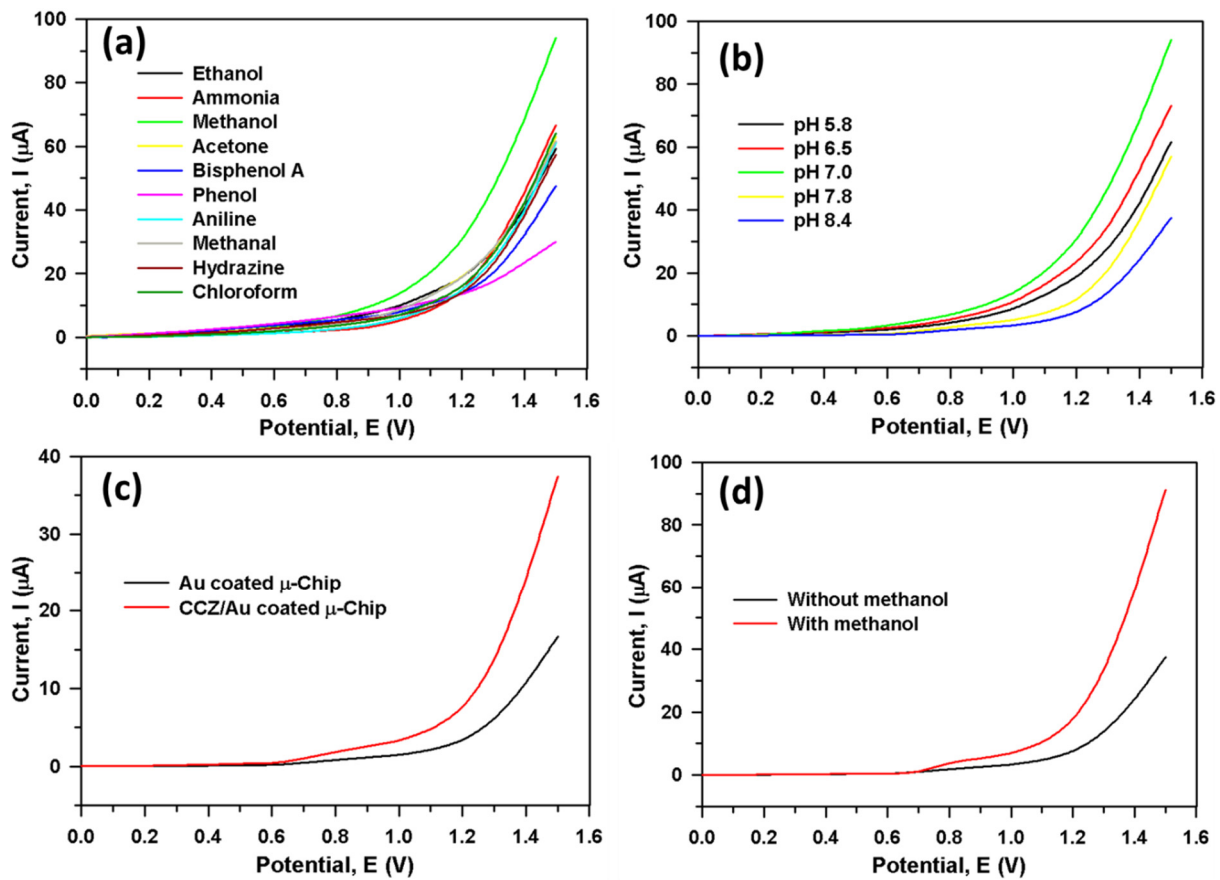 (a)
100
80
60
40
20
0
Current, I (μA)
Ethanol
Ammonia
Methanol
Acetone
Bisphenol A
Phenol
Aniline
Methanal
Hydrazine
Chloroform
0.0 0.2 0.4 0.6 0.8 1.0 1.2 1.4 1.6
Potential, E (V)
(b)
100
80
60
40
20
0
Current, I (μA)
pH 5.8
pH 6.5
pH 7.0
pH 7.8
pH 8.4
0.0 0.2 0.4 0.6 0.8 1.0 1.2 1.4 1.6
Potential, E (V)
(c)
40
30
20
10
0
Current, I (μA)
Au coated μ-Chip
CCZ/Au coated μ-Chip
0.0 0.2 0.4 0.6 0.8 1.0 1.2 1.4 1.6
Potential, E (V)
(d)
100
80
60
40
20
0
Current, I (μA)
Without methanol
With methanol
0.0 0.2 0.4 0.6 0.8 1.0 1.2 1.4 1.6
Potential, E (V)